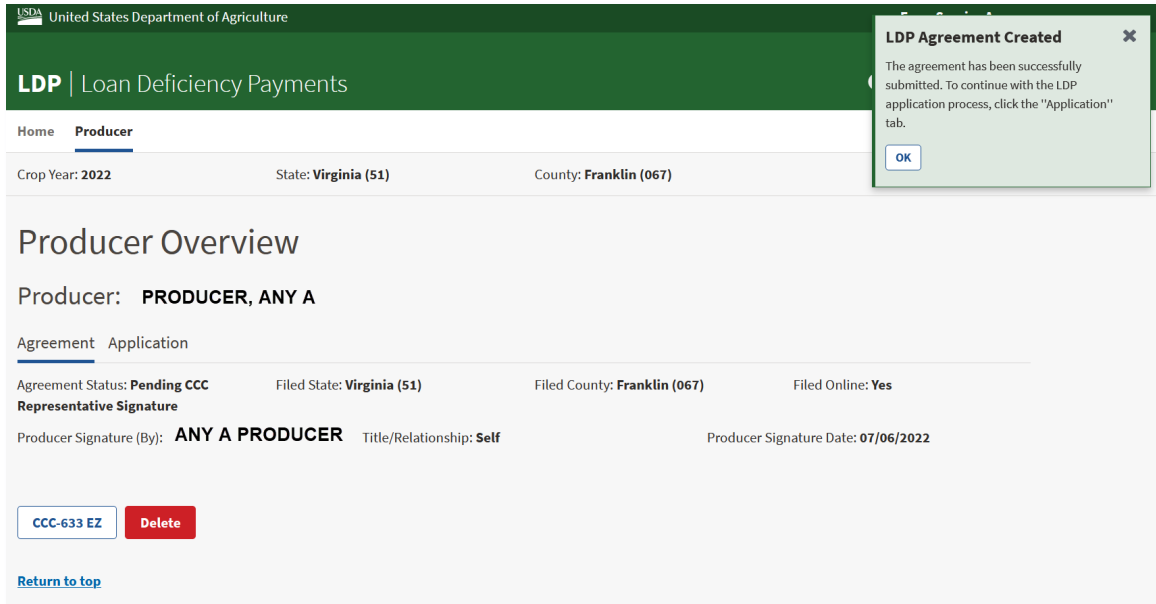 USDA United States Department of Agriculture
LDP | Loan Deficiency Payments
LDP Agreement Created
The agreement has been successfully
submitted. To continue with the LDP
application process, click the "Application"
tab.
OK
Home Producer
Crop Year: 2022 State: Virginia (51) County: Franklin (067)
Producer Overview
Producer: PRODUCER, ANY A
Agreement Application
Agreement Status: Pending CCC Filed State: Virginia (51) Filed County: Franklin (067) Filed Online: Yes
Representative Signature
Producer Signature (By): ANY A PRODUCER Title/Relationship: Self Producer Signature Date: 07/06/2022
CCC-633 EZ Delete
Return to top